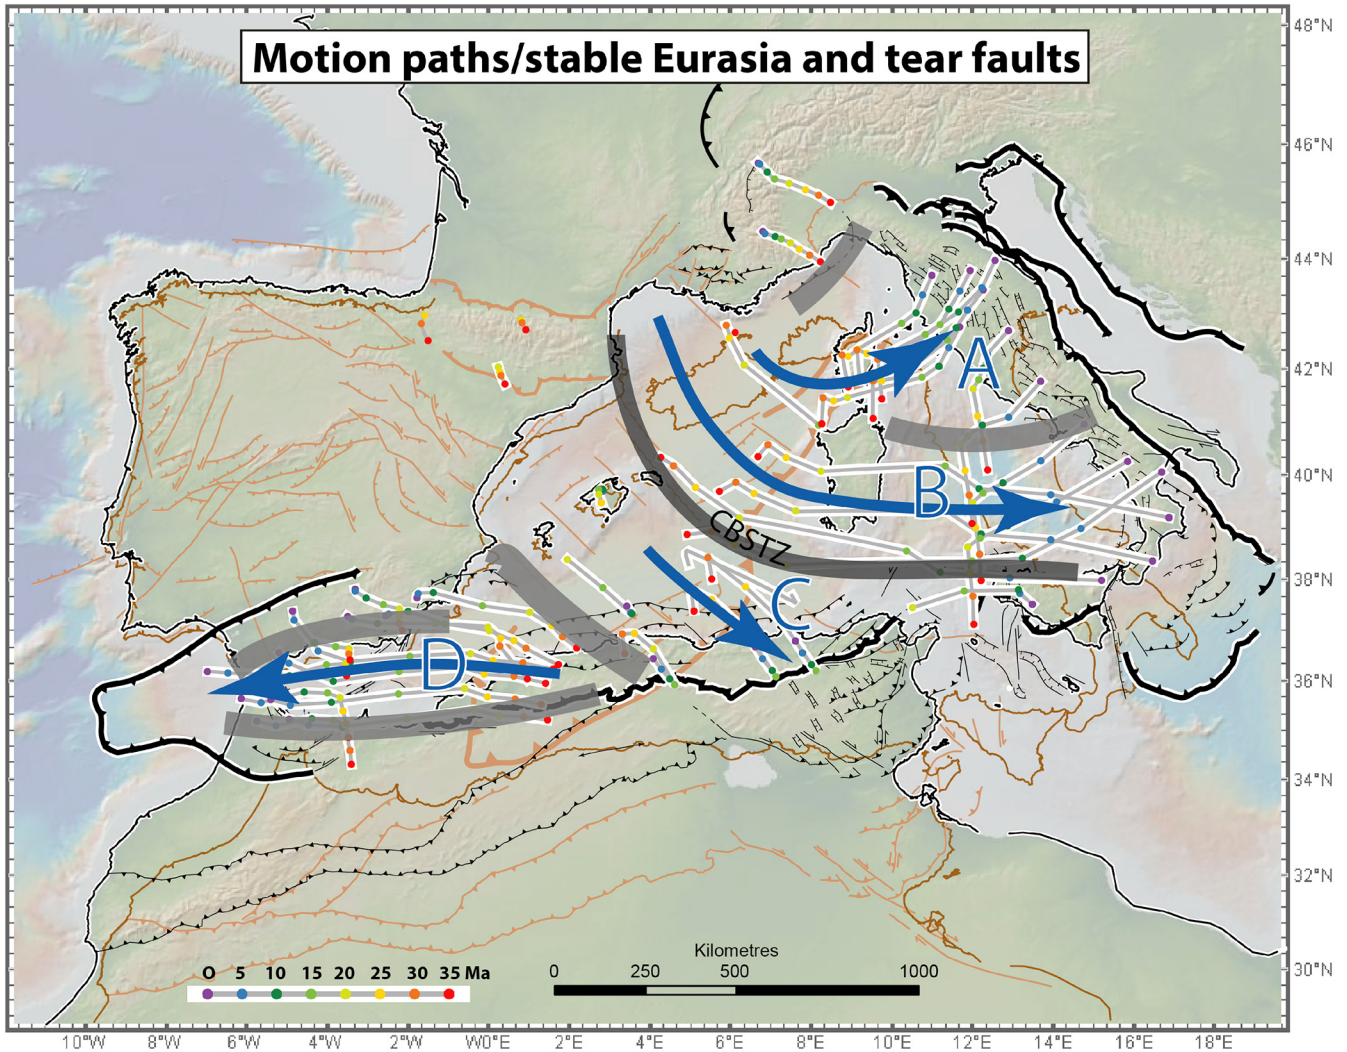 Motion paths/stable Eurasia and tear faults
48°N
46°N
44°N
42°N
40°N
38°N
36°N
34°N
32°N
30°N
A
B
CBSTZ
C
D
O 5 10 15 20 25 30 35 Ma
Kilometres
0 250 500 1000
10°W 8°W 6°W 4°W 2°W W0°E 2°E 4°E 6°E 8°E 10°E 12°E 14°E 16°E 18°E